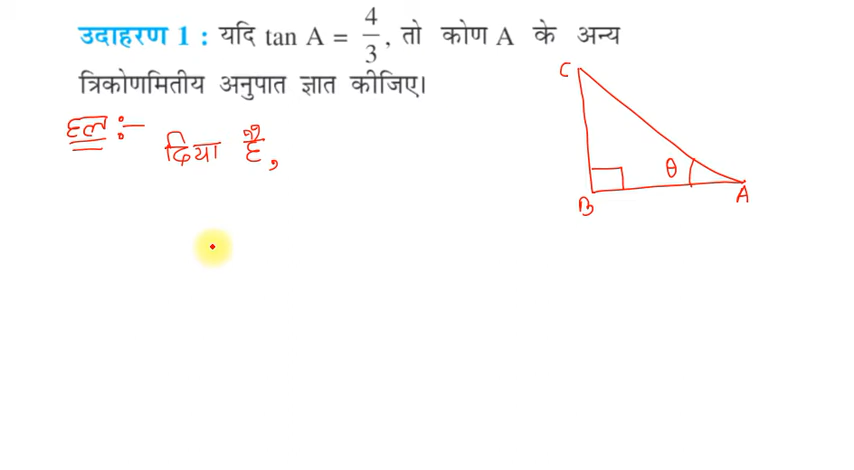 उदाहरण 1 : यदि tan A = 4/3, तो कोण A के अन्य
त्रिकोणमितीय अनुपात ज्ञात कीजिए।
हल :-
दिया है,
C
θ
B
A